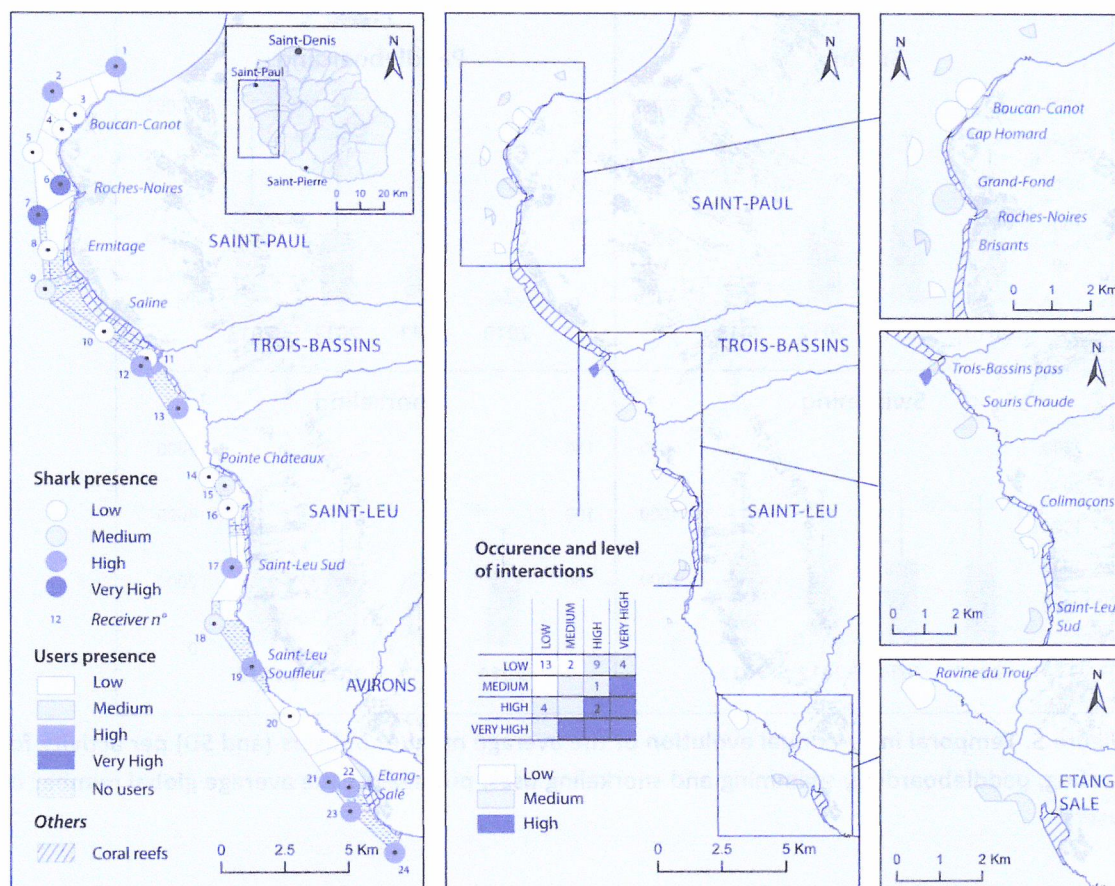 1
2
3
4
5
6
7
8
9
10
11
12
13
14
15
16
17
18
19
20
21
22
23
24
Boucan-Canot
Roches-Noires
Ermitage
Saline
Pointe Châteaux
Saint-Leu Sud
Saint-Leu
Souffleur
Etang-
Salé
SAINT-PAUL
TROIS-BASSINS
SAINT-LEU
AVIRONS
Saint-Denis
Saint-Paul
Saint-Pierre
N
0 10 20 Km
Shark presence
Low
Medium
High
Very High
12 Receiver n°
Users presence
Low
Medium
High
Very High
No users
Others
Coral reefs
0 2.5 5 Km
N
SAINT-PAUL
TROIS-BASSINS
SAINT-LEU
Occurence and level
of interactions
LOW
MEDIUM
HIGH
VERY HIGH
LOW 13 2 9 4
MEDIUM 1
HIGH 4 2
VERY HIGH
Low
Medium
High
0 2.5 5 Km
N
Boucan-Canot
Cap Homard
Grand-Fond
Roches-Noires
Brisants
0 1 2 Km
N
Trois-Bassins pass
Souris Chaude
Colimaçons
Saint-Leu
Sud
0 1 2 Km
Ravine du Trou
N
ETANG
SALE
0 1 2 Km